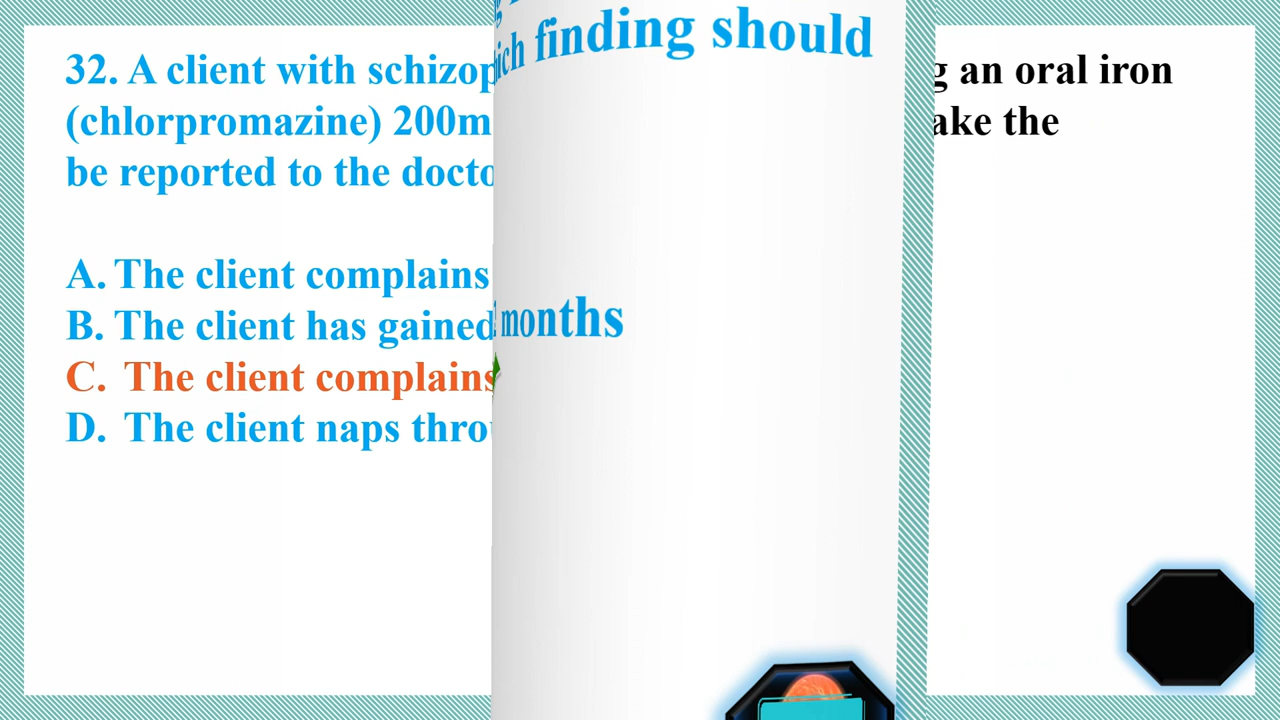 32. A client with schizop
(chlorpromazine) 200m
be reported to the docto
A. The client complains
B. The client has gained
C. The client complains
D. The client naps throu
ich finding should
months
g an oral iron
ake the